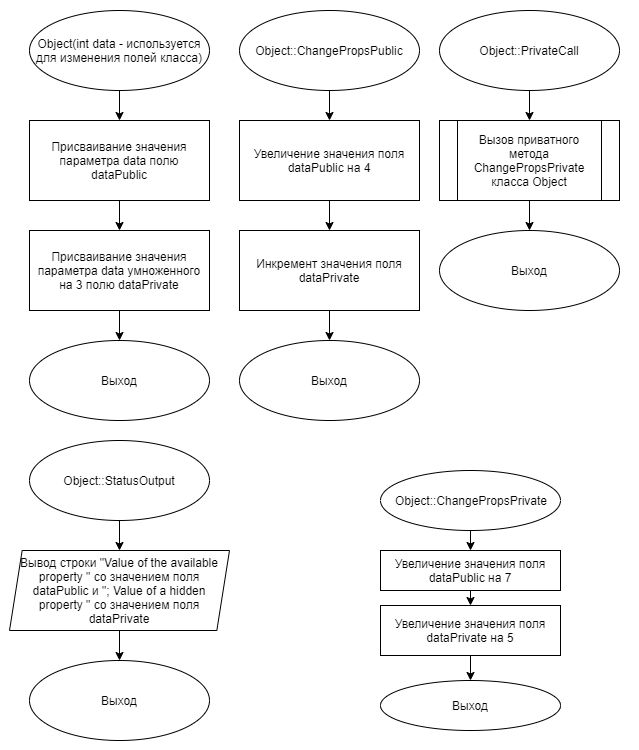 Object(int data - используется
для изменения полей класса)
Присваивание значения
параметра data полю
dataPublic
Присваивание значения
параметра data умноженного
на 3 полю dataPrivate
Выход
Object::ChangePropsPublic
Увеличение значения поля
dataPublic на 4
Инкремент значения поля
dataPrivate
Выход
Object::PrivateCall
Вызов приватного
метода
ChangePropsPrivate
класса Object
Выход
Object::StatusOutput
Вывод строки "Value of the available
property " со значением поля
dataPublic и "; Value of a hidden
property " со значением поля
dataPrivate
Выход
Object::ChangePropsPrivate
Увеличение значения поля
dataPublic на 7
Увеличение значения поля
dataPrivate на 5
Выход